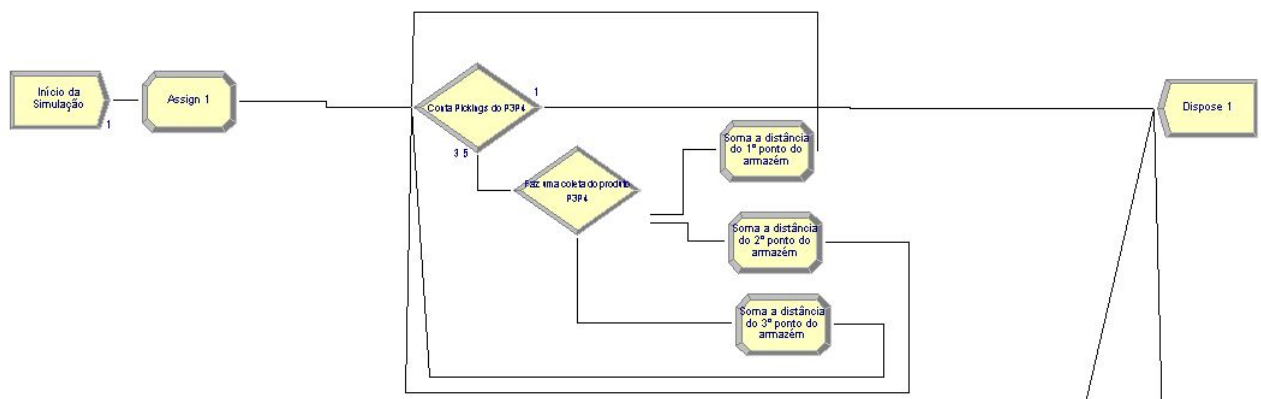 Início da
Simulação
1
Assign 1
Conta Pickings do P3P4
1
3 5
Faz uma coleta do produto
P3P4
Soma a distância
do 1º ponto do
armazém
Soma a distância
do 2º ponto do
armazém
Soma a distância
do 3º ponto do
armazém
Dispose 1